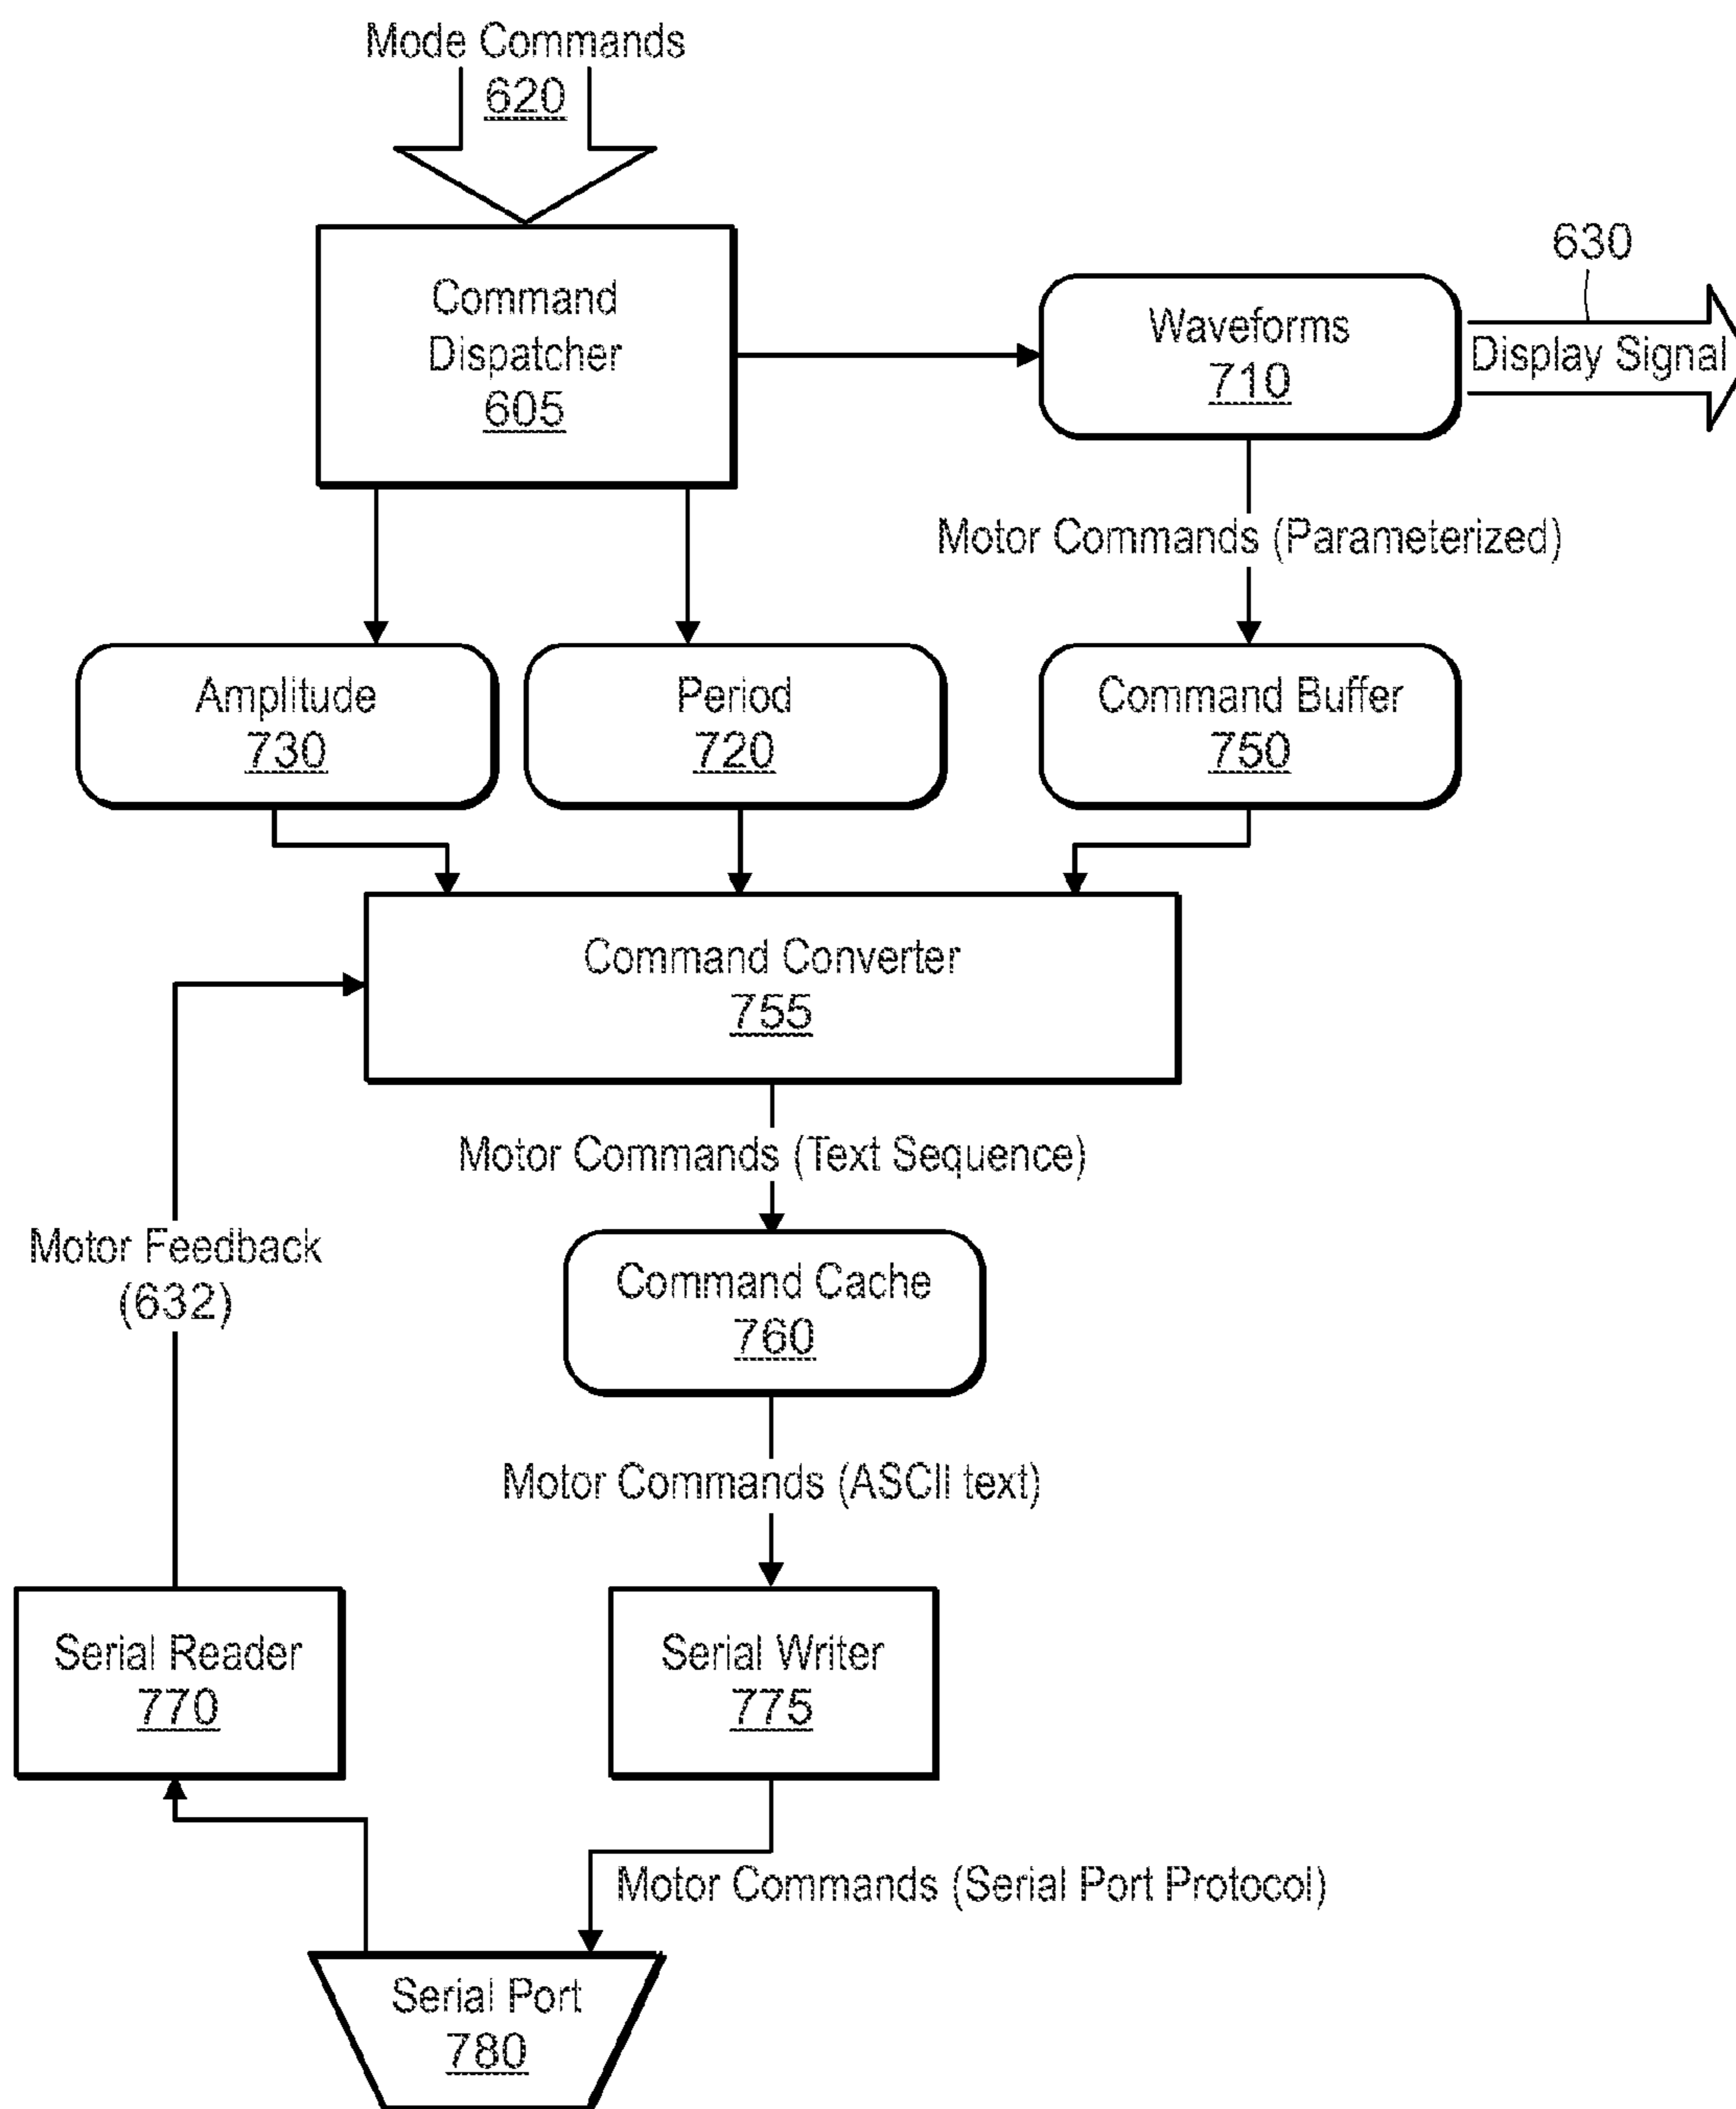 Mode Commands
620
630
Command
Dispatcher
605
Waveforms
710
Display Signal
Motor Commands (Parameterized)
Amplitude
730
Period
720
Command Buffer
750
Command Converter
755
Motor Commands (Text Sequence)
Motor Feedback
(632)
Command Cache
760
Motor Commands (ASCII text)
Serial Reader
770
Serial Writer
775
Motor Commands (Serial Port Protocol)
Serial Port
780